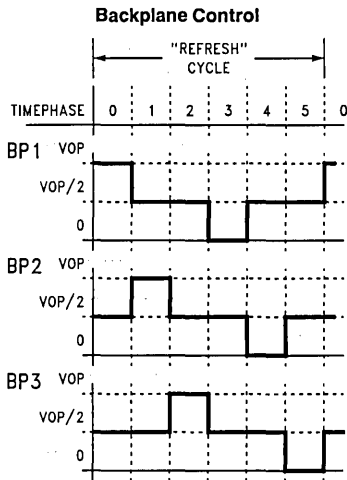 Backplane Control
"REFRESH"
CYCLE
TIMEPHASE 0 1 2 3 4 5 0
BP1 VOP
VOP/2
0
BP2 VOP
VOP/2
0
BP3 VOP
VOP/2
0